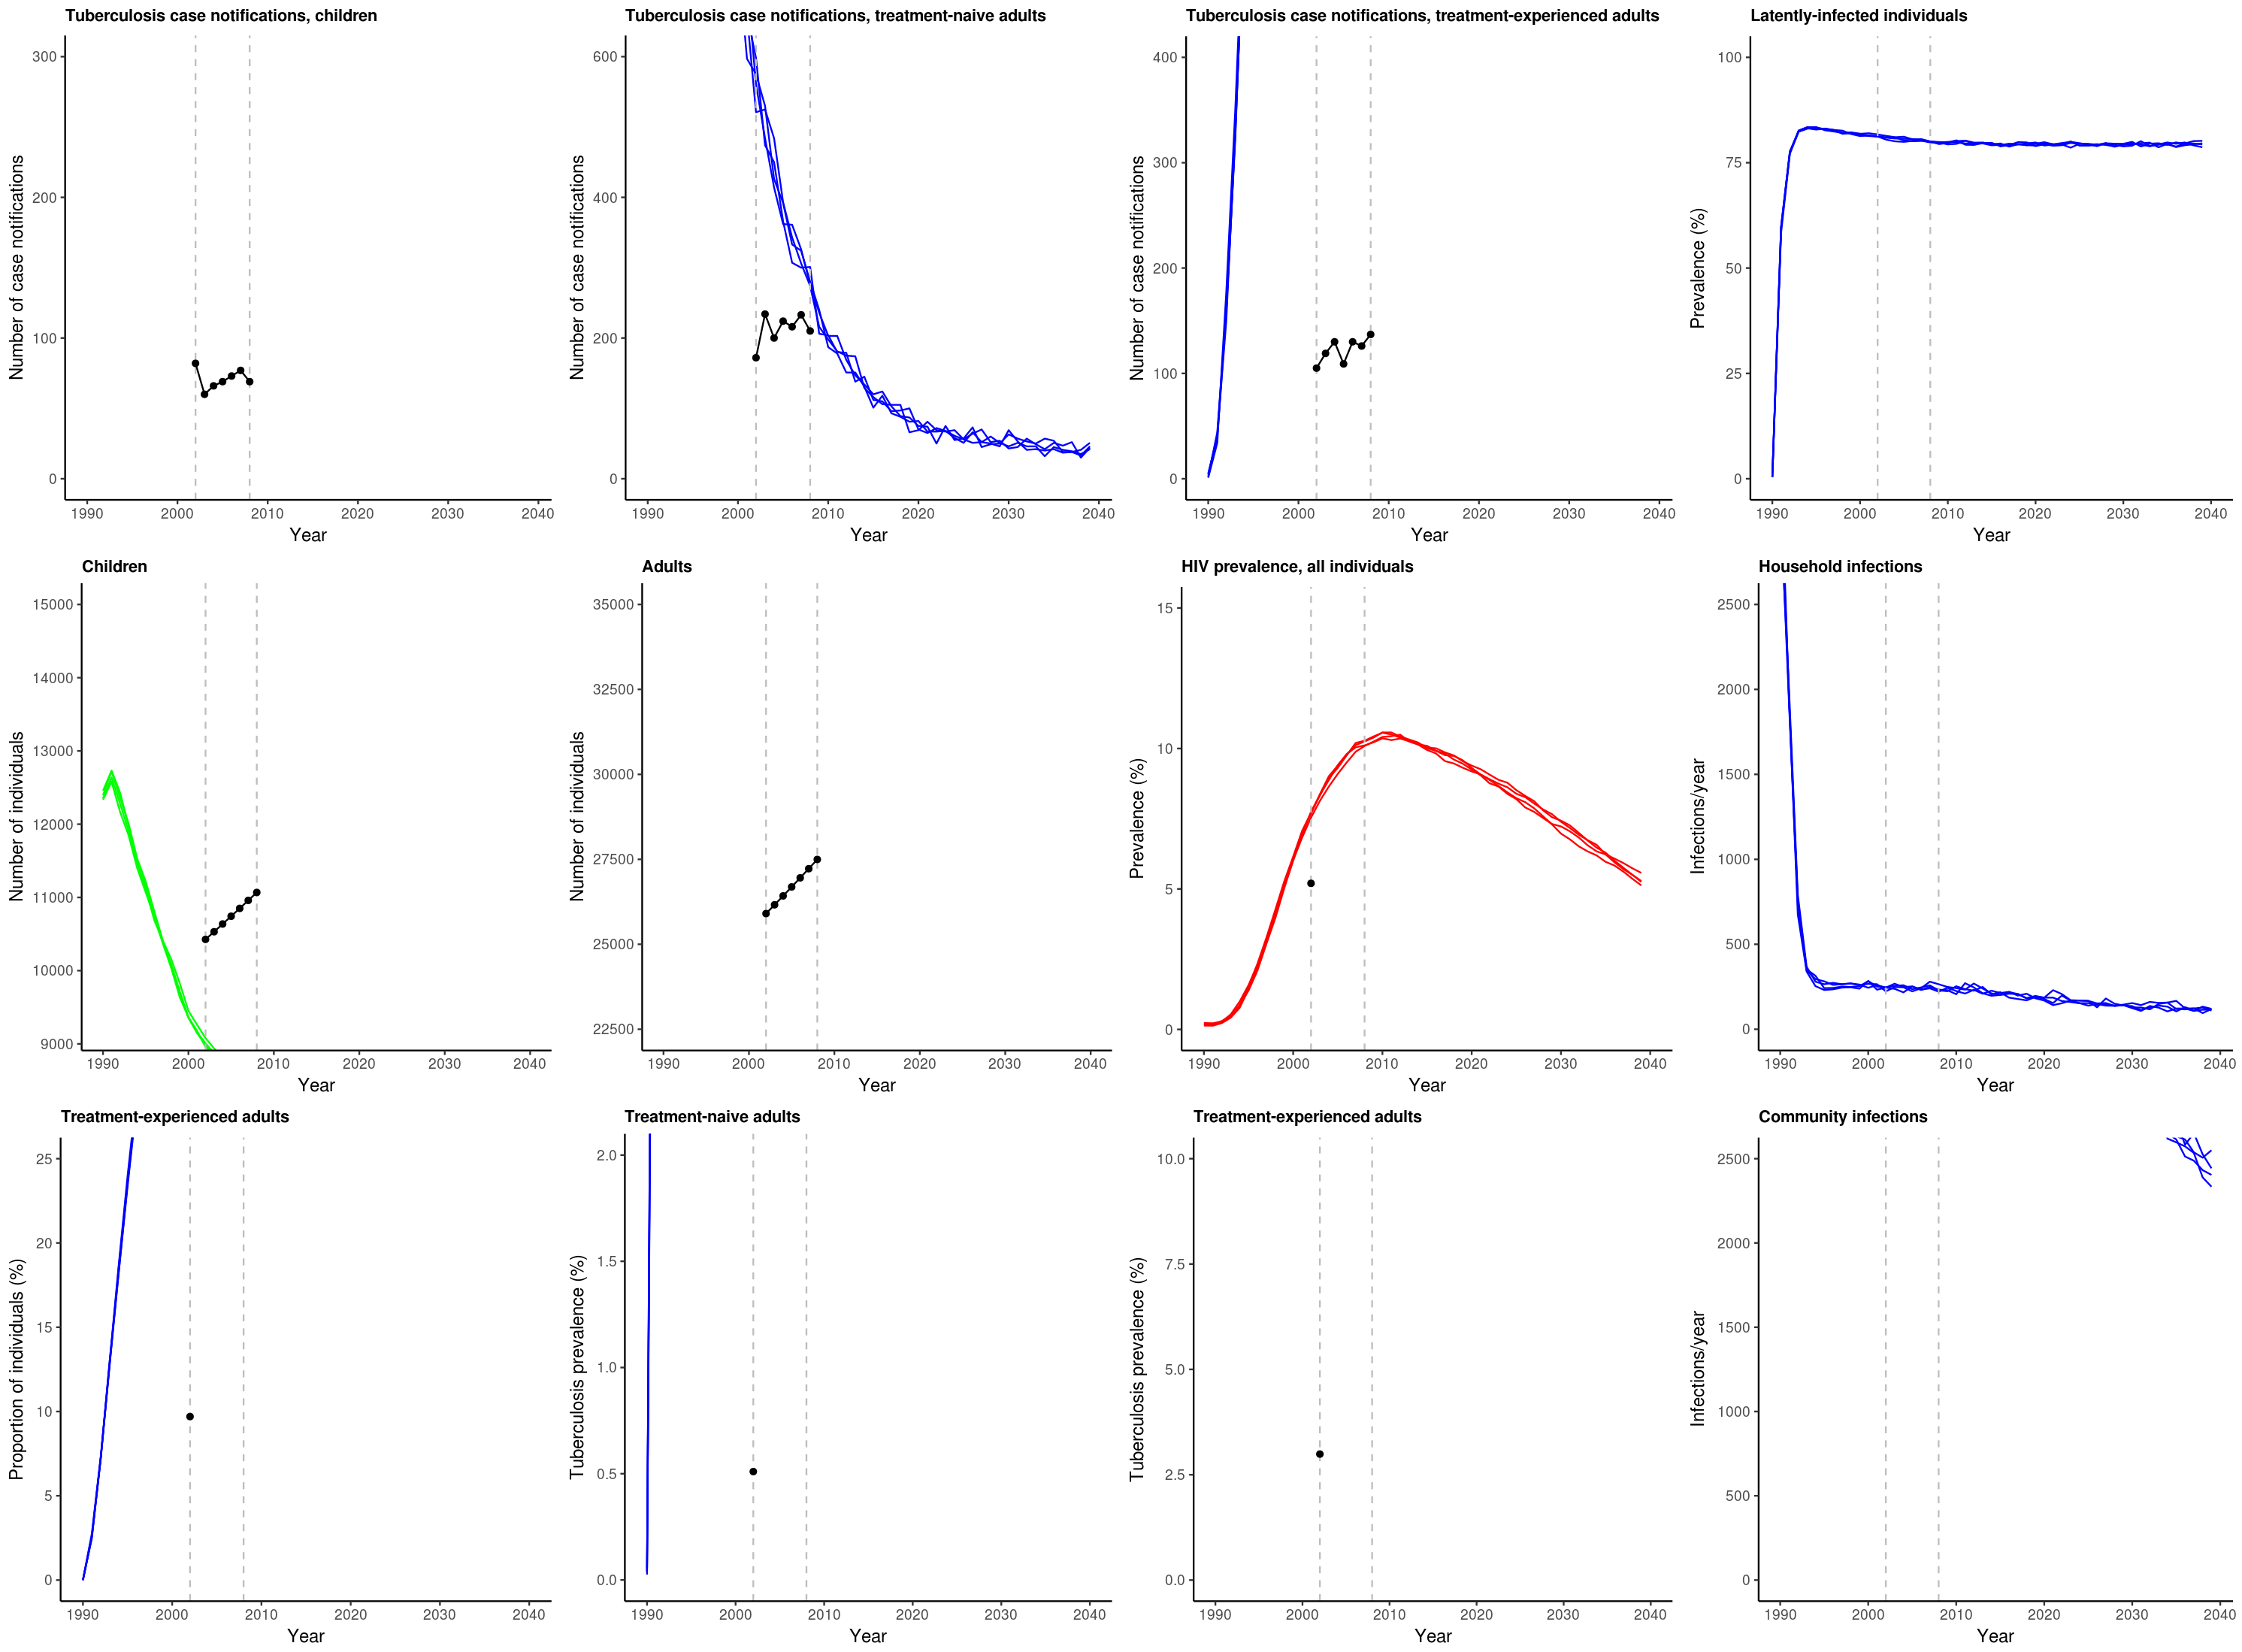 Tuberculosis case notifications, children
Number of case notifications
300
200
100
0
1990 2000 2010 2020 2030 2040
Year
Tuberculosis case notifications, treatment-naive adults
Number of case notifications
600
400
200
0
1990 2000 2010 2020 2030 2040
Year
Tuberculosis case notifications, treatment-experienced adults
Number of case notifications
400
300
200
100
0
1990 2000 2010 2020 2030 2040
Year
Latently-infected individuals
Prevalence (%)
100
75
50
25
0
1990 2000 2010 2020 2030 2040
Year
Children
Number of individuals
15000
14000
13000
12000
11000
10000
9000
1990 2000 2010 2020 2030 2040
Year
Adults
Number of individuals
35000
32500
30000
27500
25000
22500
1990 2000 2010 2020 2030 2040
Year
HIV prevalence, all individuals
Prevalence (%)
15
10
5
0
1990 2000 2010 2020 2030 2040
Year
Household infections
Infections/year
2500
2000
1500
1000
500
0
1990 2000 2010 2020 2030 2040
Year
Treatment-experienced adults
Proportion of individuals (%)
25
20
15
10
5
0
1990 2000 2010 2020 2030 2040
Year
Treatment-naive adults
Tuberculosis prevalence (%)
2.0
1.5
1.0
0.5
0.0
1990 2000 2010 2020 2030 2040
Year
Treatment-experienced adults
Tuberculosis prevalence (%)
10.0
7.5
5.0
2.5
0.0
1990 2000 2010 2020 2030 2040
Year
Community infections
Infections/year
2500
2000
1500
1000
500
0
1990 2000 2010 2020 2030 2040
Year